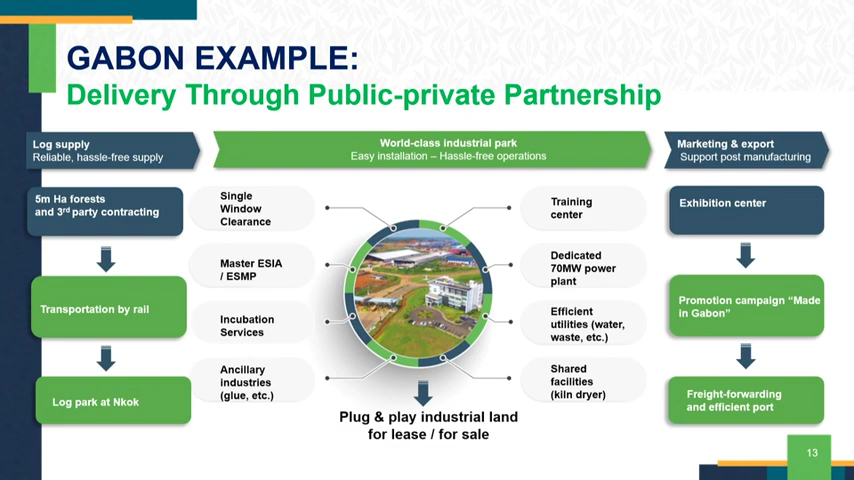 GABON EXAMPLE:
Delivery Through Public-private Partnership
Log supply
Reliable, hassle-free supply
World-class industrial park
Easy installation – Hassle-free operations
Marketing & export
Support post manufacturing
5m Ha forests
and 3rd party contracting
Transportation by rail
Log park at Nkok
Single
Window
Clearance
Master ESIA
/ ESMP
Incubation
Services
Ancillary
industries
(glue, etc.)
Training
center
Dedicated
70MW power
plant
Efficient
utilities (water,
waste, etc.)
Shared
facilities
(kiln dryer)
Plug & play industrial land
for lease / for sale
Exhibition center
Promotion campaign “Made
in Gabon”
Freight-forwarding
and efficient port
13